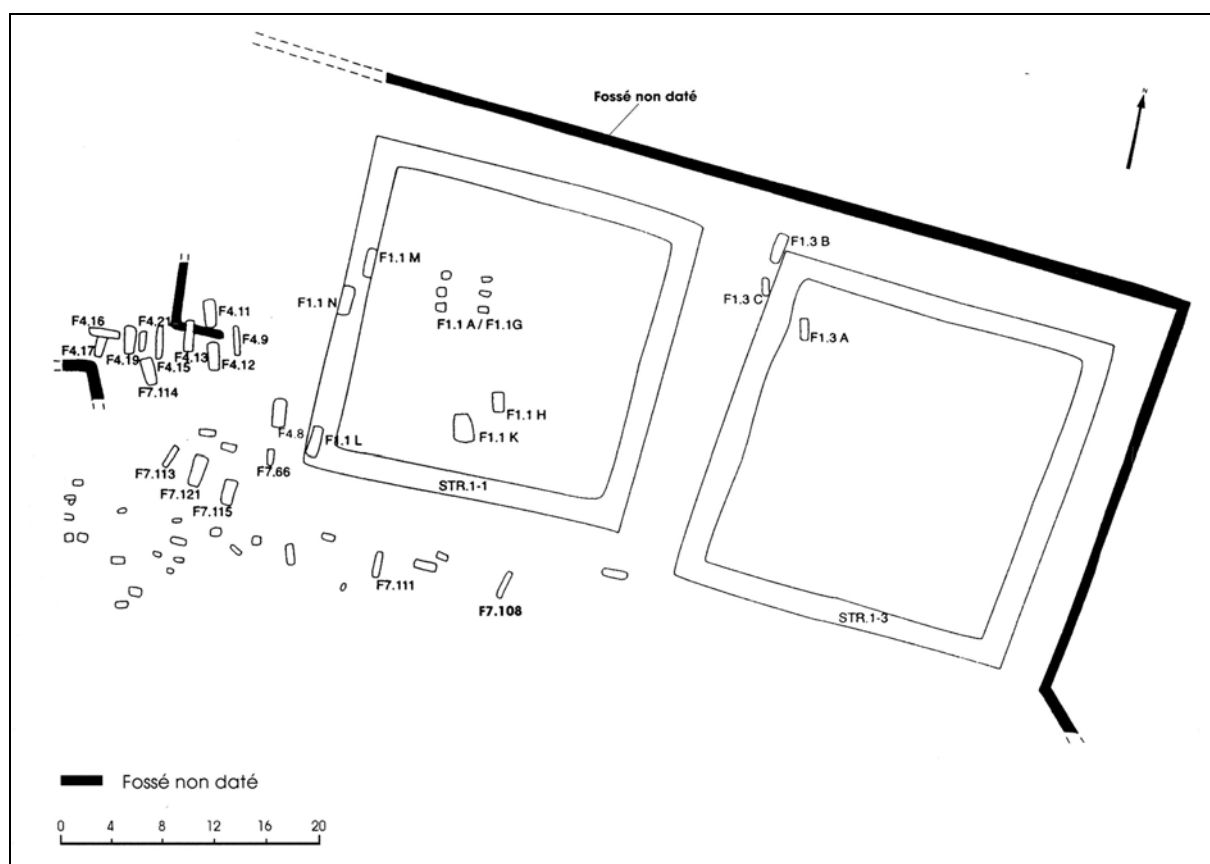 Fossé non daté
N
F1.3 B
F1.3 C
F1.3 A
F1.1 M
F1.1 N
F1.1 A / F1.1G
F4.11
F4.16
F4.21
F4.9
F4.17
F4.19
F4.13
F4.15
F4.12
F7.114
F1.1 H
F1.1 K
F4.8
F1.1 L
F7.66
F7.113
F7.121
F7.115
STR.1-1
F7.111
F7.108
STR.1-3
Fossé non daté
0 4 8 12 16 20